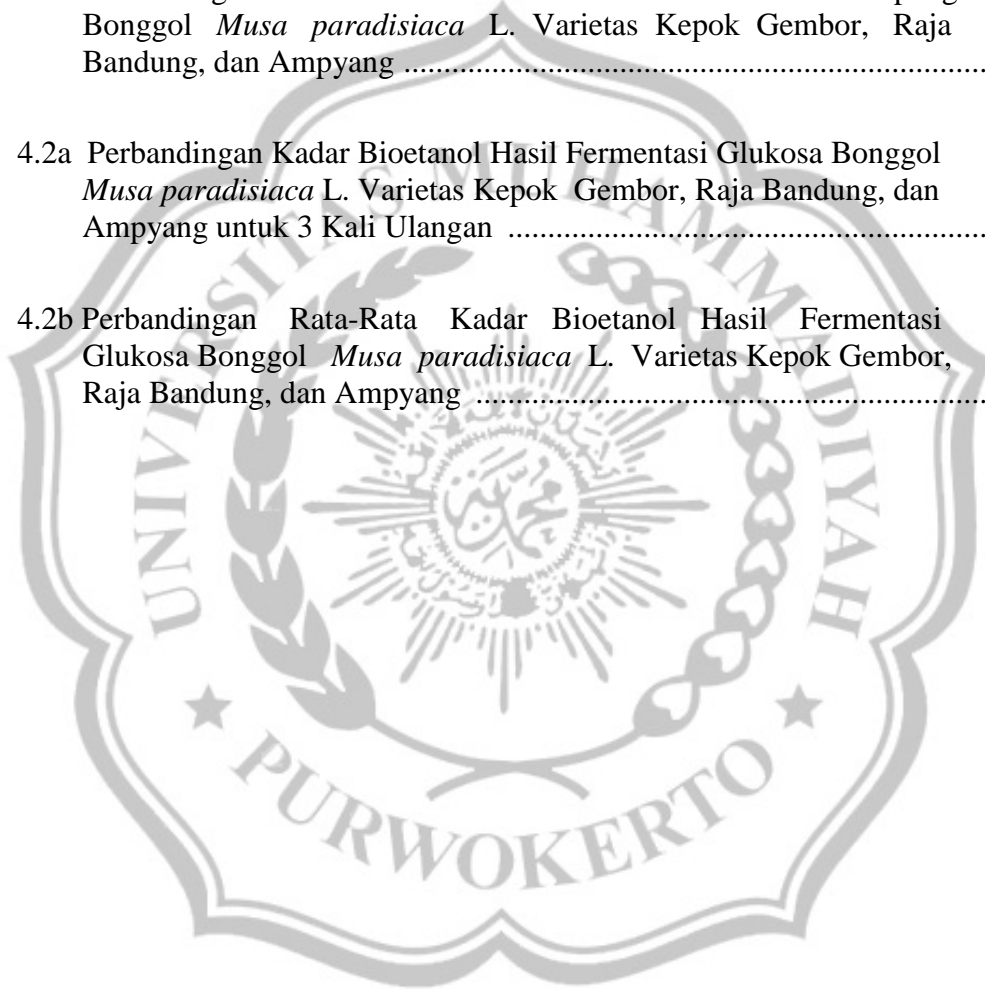 Bonggol Musa paradisiaca L. Varietas Kepok Gembor, Raja
Bandung, dan Ampyang ..............................................................................
4.2a Perbandingan Kadar Bioetanol Hasil Fermentasi Glukosa Bonggol
Musa paradisiaca L. Varietas Kepok Gembor, Raja Bandung, dan
Ampyang untuk 3 Kali Ulangan ..............................................................
4.2b Perbandingan Rata-Rata Kadar Bioetanol Hasil Fermentasi
Glukosa Bonggol Musa paradisiaca L. Varietas Kepok Gembor,
Raja Bandung, dan Ampyang ..................................................................
UNIVERSITAS MUHAMMADIYAH
PURWOKERTO